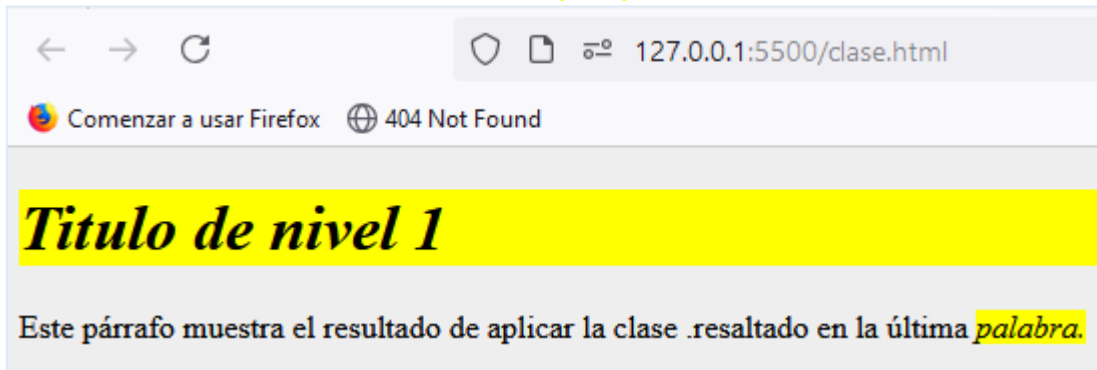 127.0.0.1:5500/clase.html
Comenzar a usar Firefox 404 Not Found
Titulo de nivel 1
Este párrafo muestra el resultado de aplicar la clase .resaltado en la última palabra.